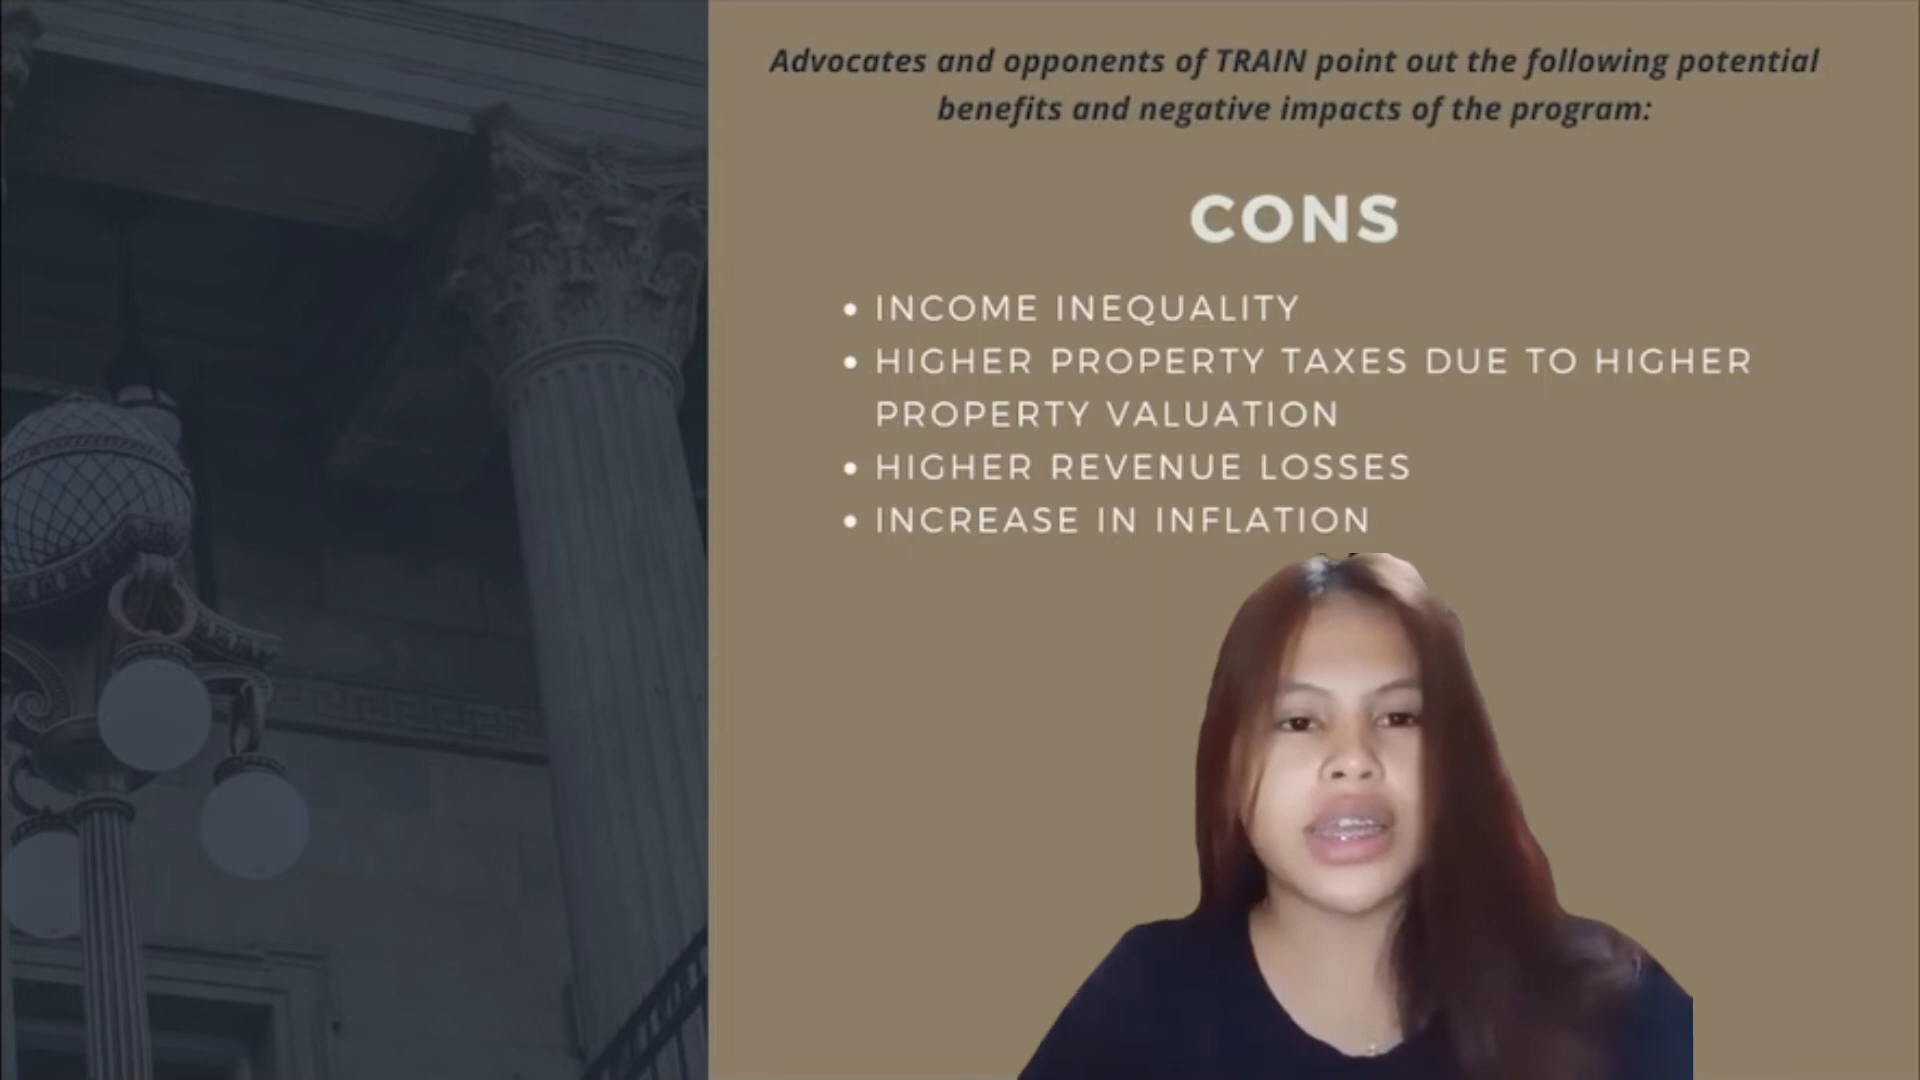 Advocates and opponents of TRAIN point out the following potential
benefits and negative impacts of the program:
CONS
• INCOME INEQUALITY
• HIGHER PROPERTY TAXES DUE TO HIGHER
PROPERTY VALUATION
• HIGHER REVENUE LOSSES
• INCREASE IN INFLATION